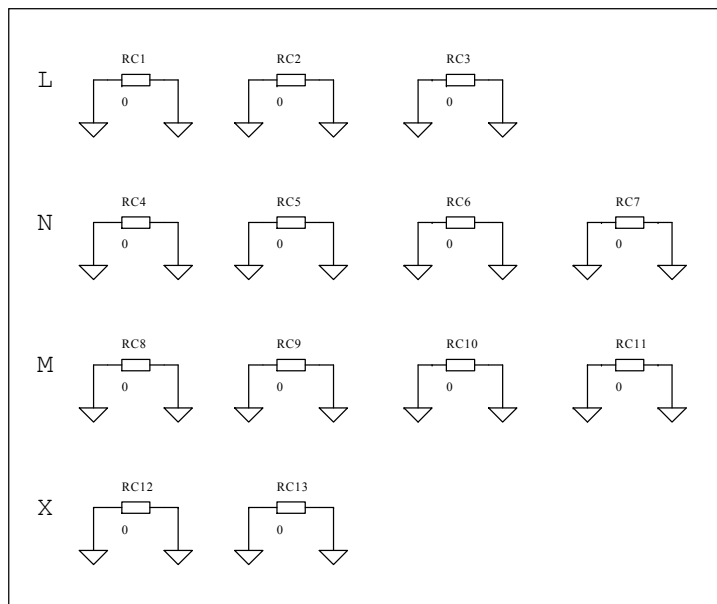 RC1 RC2 RC3
L
0 0 0
RC4 RC5 RC6 RC7
N
0 0 0 0
RC8 RC9 RC10 RC11
M
0 0 0 0
RC12 RC13
X
0 0